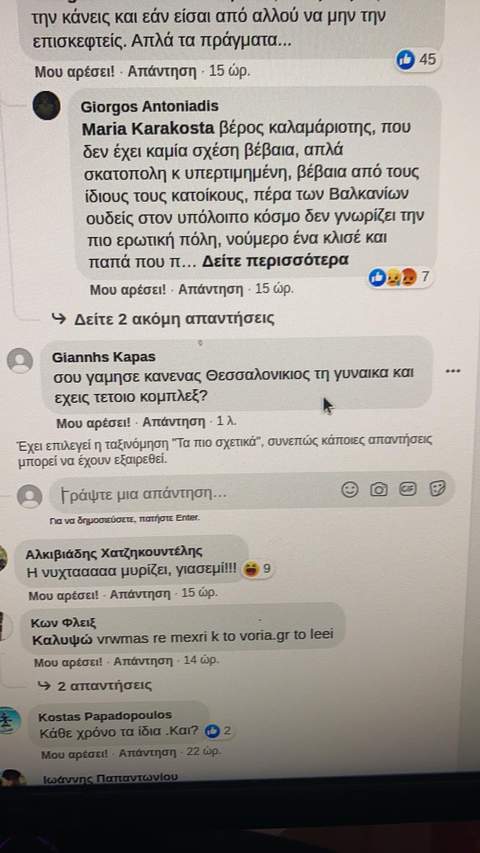 την κάνεις και εάν είσαι από αλλού να μην την
επισκεφτείς. Απλά τα πράγματα...
45
Μου αρέσει! · Απάντηση · 15 ώρ.
Giorgos Antoniadis
Maria Karakosta βέρος καλαμάριοτης, που
δεν έχει καμία σχέση βέβαια, απλά
σκατοπολη κ υπερτιμημένη, βέβαια από τους
ίδιους τους κατοίκους, πέρα των Βαλκανίων
ουδείς στον υπόλοιπο κόσμο δεν γνωρίζει την
πιο ερωτική πόλη, νούμερο ένα κλισέ και
παπά που π... Δείτε περισσότερα
7
Μου αρέσει! · Απάντηση · 15 ώρ.
Δείτε 2 ακόμη απαντήσεις
Giannhs Kapas
σου γαμησε κανενας Θεσσαλονικιος τη γυναικα και
εχεις τετοιο κομπλεξ?
Μου αρέσει! · Απάντηση · 1 λ.
Έχει επιλεγεί η ταξινόμηση "Τα πιο σχετικά", συνεπώς κάποιες απαντήσεις
μπορεί να έχουν εξαιρεθεί.
Γράψτε μια απάντηση...
GIF
Για να δημοσιεύσετε, πατήστε Enter.
Αλκιβιάδης Χατζηκουντέλης
Η νυχταααααα μυρίζει, γιασεμί!!! 9
Μου αρέσει! · Απάντηση · 15 ώρ.
Κων Φλειξ
Καλυψώ vrwmas re mexri k to voria.gr to leei
Μου αρέσει! · Απάντηση · 14 ώρ.
2 απαντήσεις
Kostas Papadopoulos
Κάθε χρόνο τα ίδια .Και? 2
Μου αρέσει! · Απάντηση · 22 ώρ.
Ιωάννης Παπαντωνίου